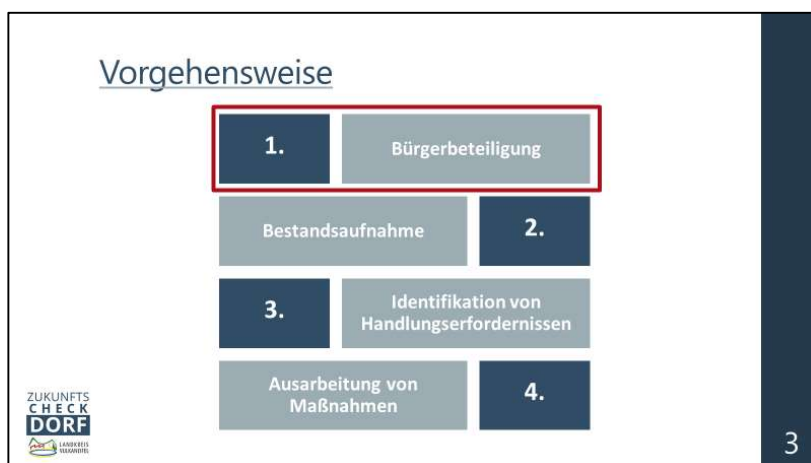 Vorgehensweise
1.
Bürgerbeteiligung
Bestandsaufnahme
2.
3.
Identifikation von
Handlungserfordernissen
Ausarbeitung von
Maßnahmen
4.
ZUKUNFTS
CHECK
DORF
LANDKREIS
3